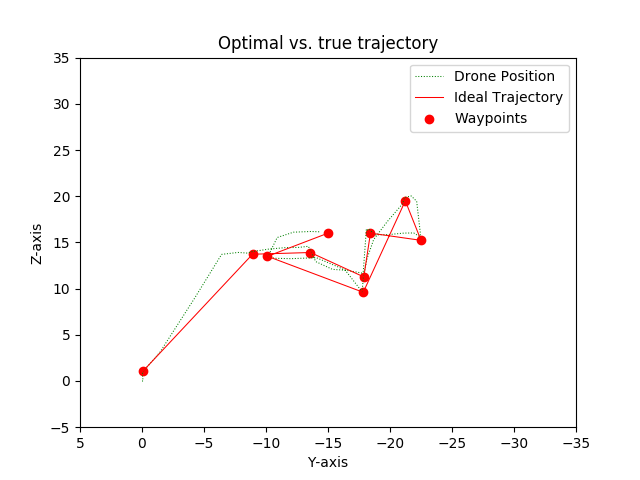 Optimal vs. true trajectory
Drone Position
Ideal Trajectory
Waypoints
Z-axis
35
30
25
20
15
10
5
0
−5
5 0 −5 −10 −15 −20 −25 −30 −35
Y-axis